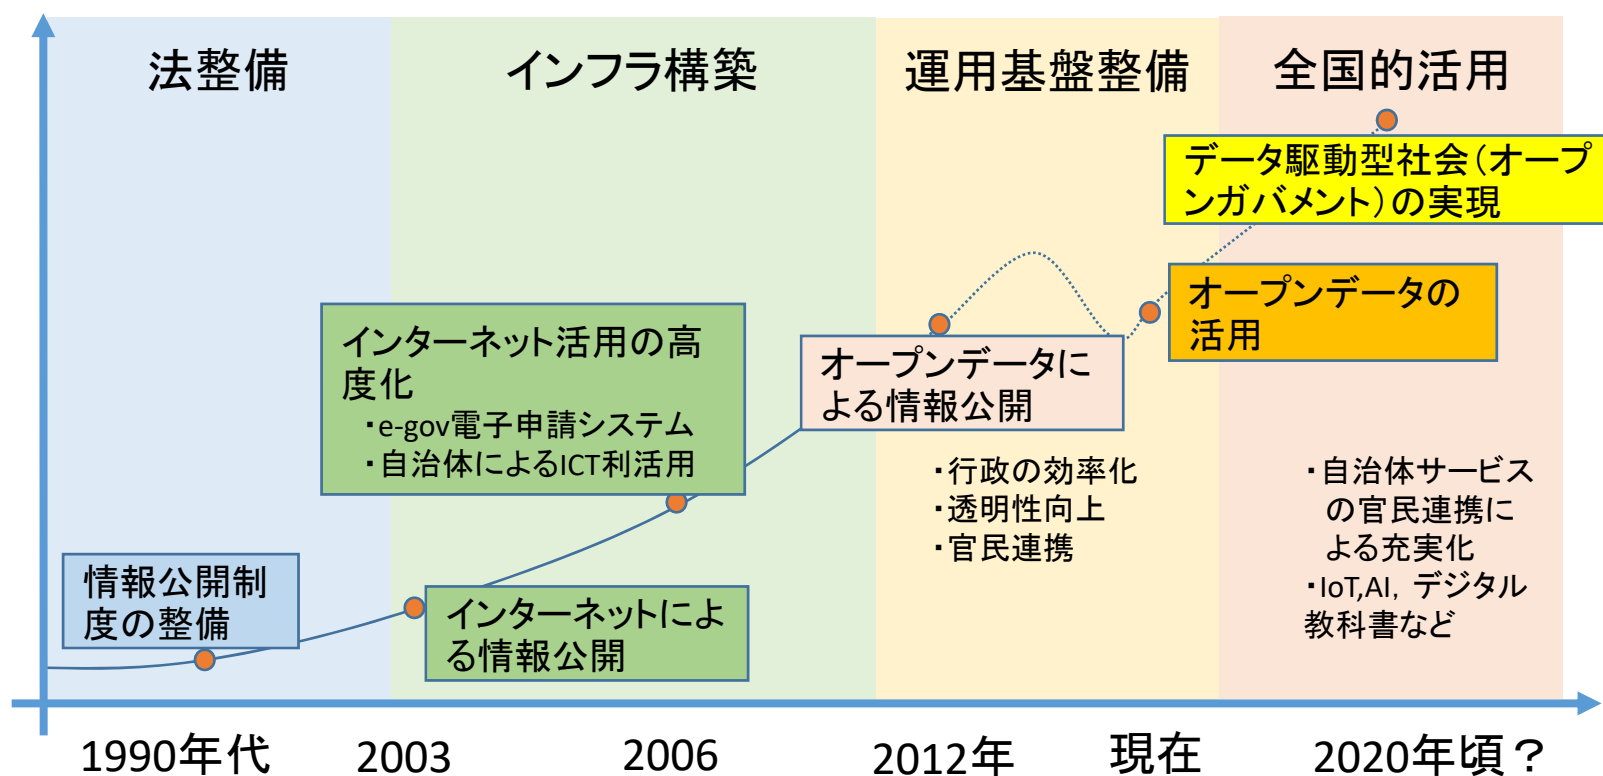 法整備
インフラ構築
運用基盤整備
全国的活用
データ駆動型社会（オープ
ンガバメント）の実現
オープンデータの
活用
インターネット活用の高
度化
・e-gov電子申請システム
・自治体によるICT利活用
オープンデータに
よる情報公開
・行政の効率化
・透明性向上
・官民連携
・自治体サービス
の官民連携に
よる充実化
・IoT,AI，デジタル
教科書など
情報公開制
度の整備
インターネットによ
る情報公開
1990年代
2003
2006
2012年
現在
2020年頃？